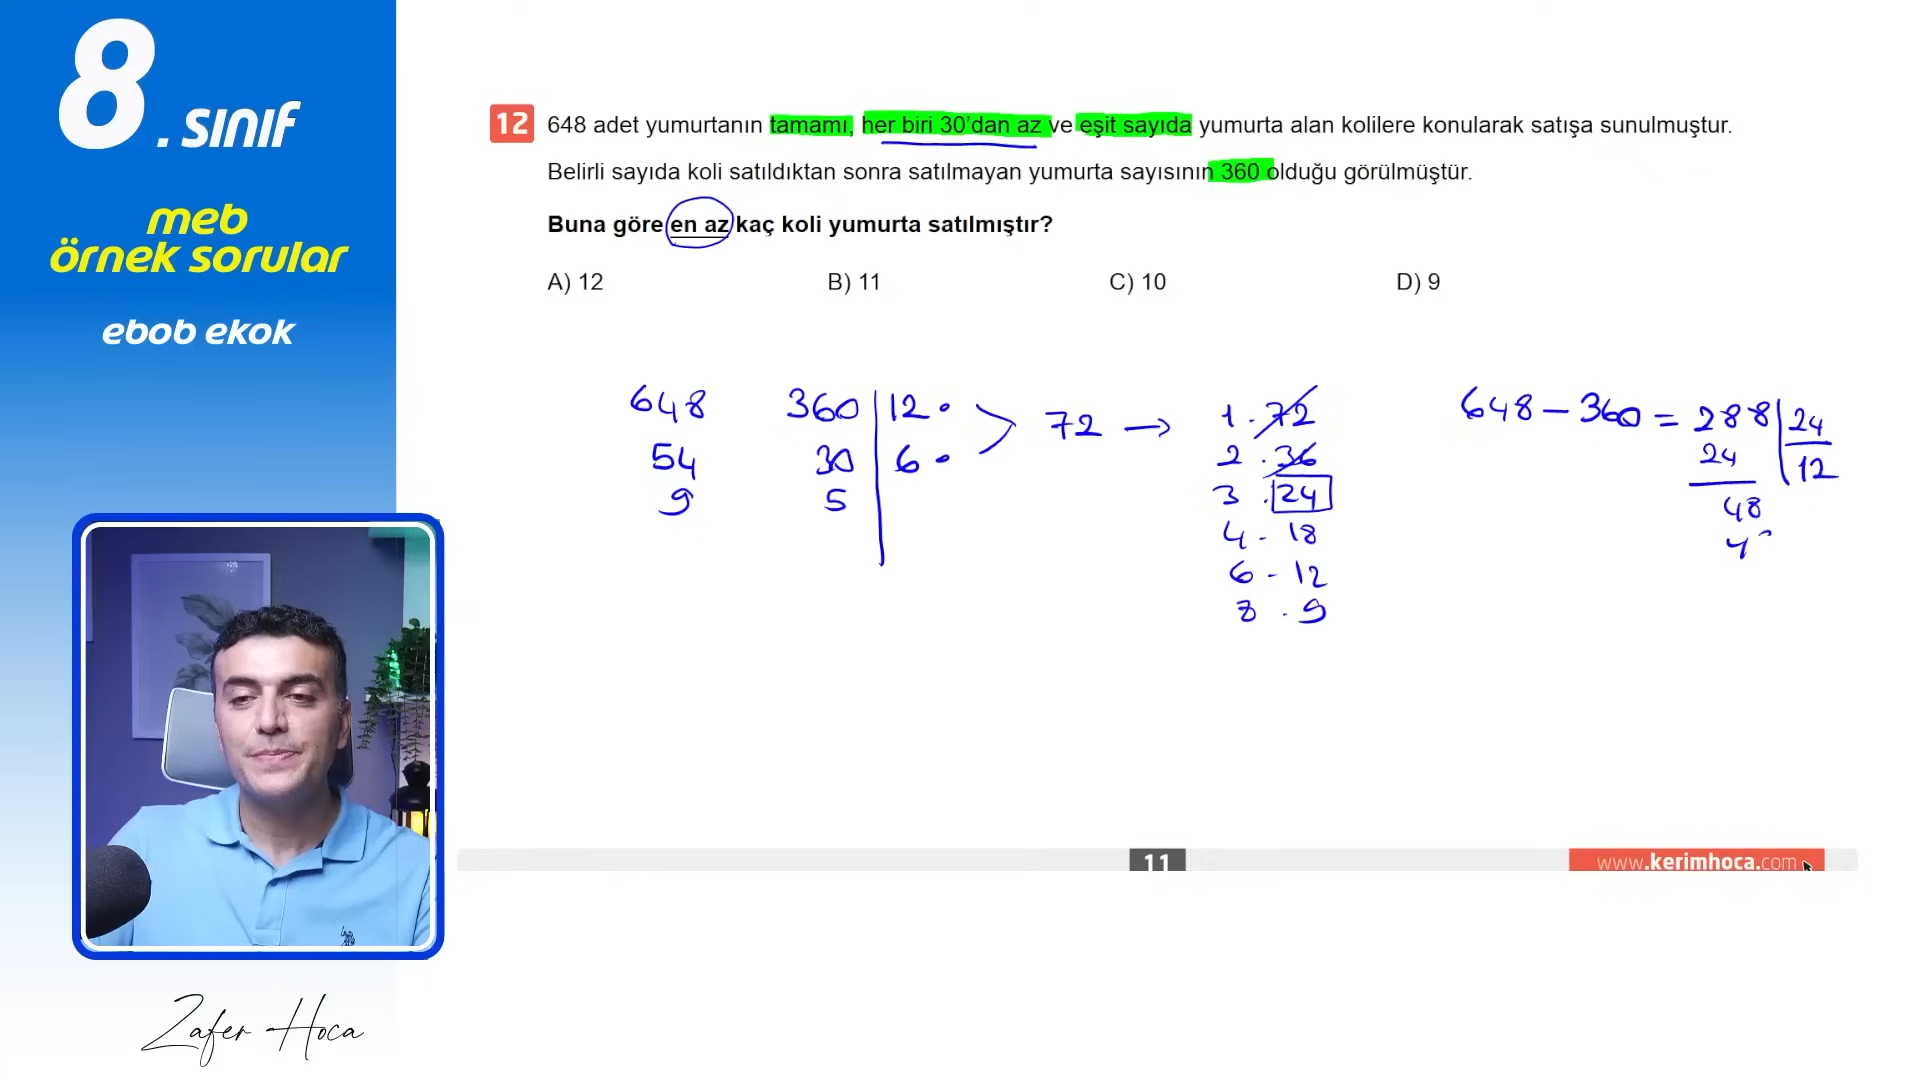 8. SINIF
meb
örnek sorular
ebob ekok
12 648 adet yumurtanın tamamı, her biri 30'dan az ve eşit sayıda yumurta alan kolilere konularak satışa sunulmuştur.
Belirli sayıda koli satıldıktan sonra satılmayan yumurta sayısının 360 olduğu görülmüştür.
Buna göre en az kaç koli yumurta satılmıştır?
A) 12 B) 11 C) 10 D) 9
648 360 | 12 .
54 30 | 6 .
9 5
72 →
1 . 72
2 . 36
3 . 24
4 - 18
6 - 12
8 . 9
648 - 360 = 288 | 24
24 12
48
4
11
www.kerimhoca.com
Zafer Hoca